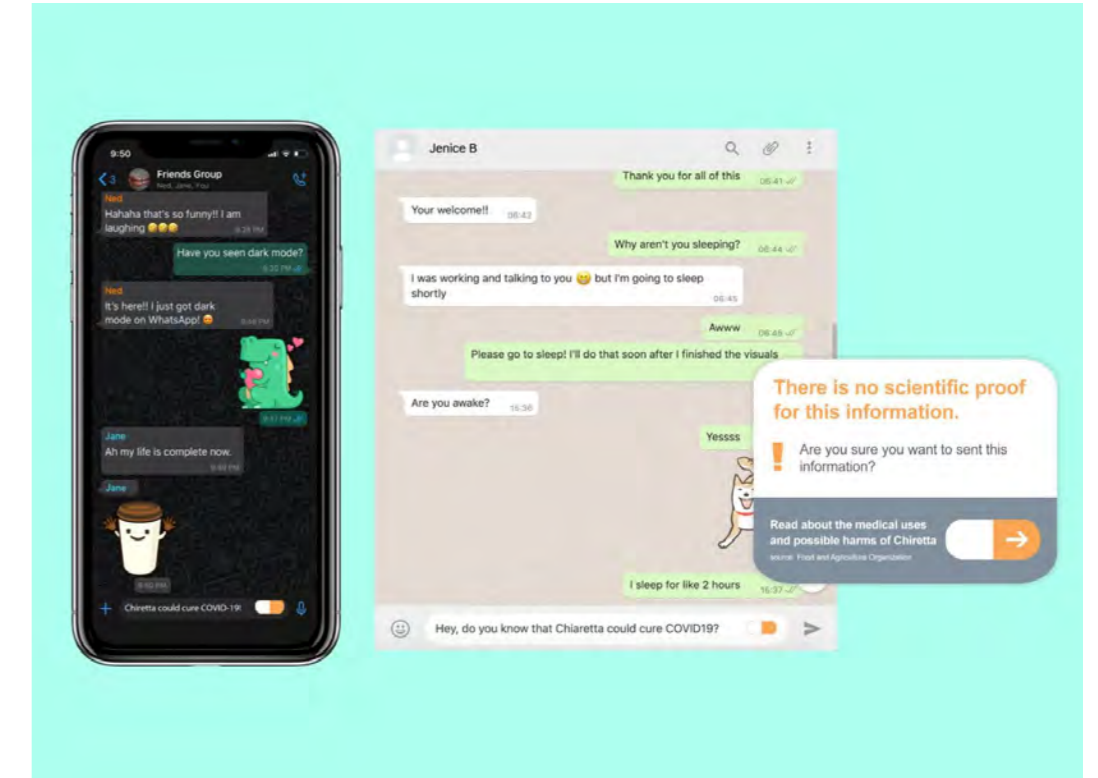 9:50
3
Friends Group
Ned, Jane, You
Ned
Hahaha that's so funny!! I am
laughing 😂😂😂
Have you seen dark mode?
Ned
It's here!! I just got dark
mode on WhatsApp! 😍
Jane
Ah my life is complete now.
Jane
Chiretta could cure COVID-19!
Jenice B
Thank you for all of this 06:41
Your welcome!! 06:43
Why aren't you sleeping? 06:44
I was working and talking to you 😁 but I'm going to sleep
shortly
06:45
Awww
Please go to sleep! I'll do that soon after I finished the visuals
Are you awake? 15:36
Yessss
I sleep for like 2 hours 15:37
Hey, do you know that Chiaretta could cure COVID19?
There is no scientific proof
for this information.
! Are you sure you want to sent this
information?
Read about the medical uses
and possible harms of Chiretta
source: Food and Agriculture Organization